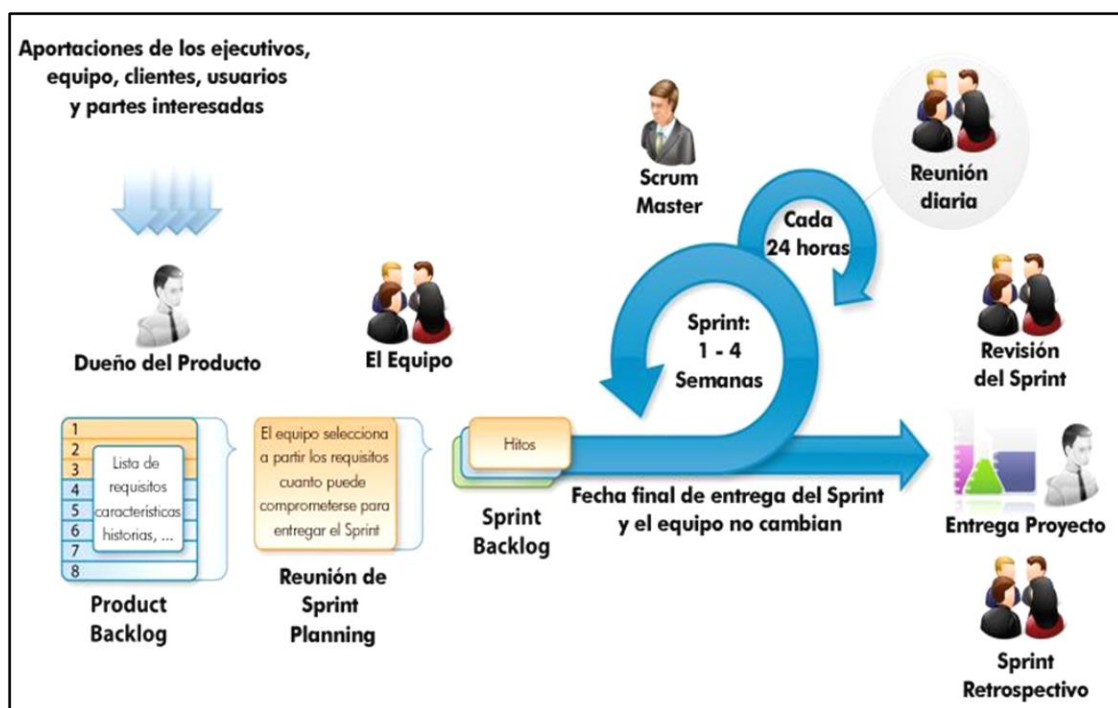 Aportaciones de los ejecutivos,
equipo, clientes, usuarios
y partes interesadas
Dueño del Producto
El Equipo
Scrum
Master
Cada
24 horas
Reunión
diaria
Sprint:
1 - 4
Semanas
Revisión
del Sprint
1
2
3
4
5
6
7
8
Lista de
requisitos
características
historias, ...
Product
Backlog
El equipo selecciona
a partir los requisitos
cuanto puede
comprometerse para
entregar el Sprint
Reunión de
Sprint
Planning
Hitos
Sprint
Backlog
Fecha final de entrega del Sprint
y el equipo no cambian
Entrega Proyecto
Sprint
Retrospectivo